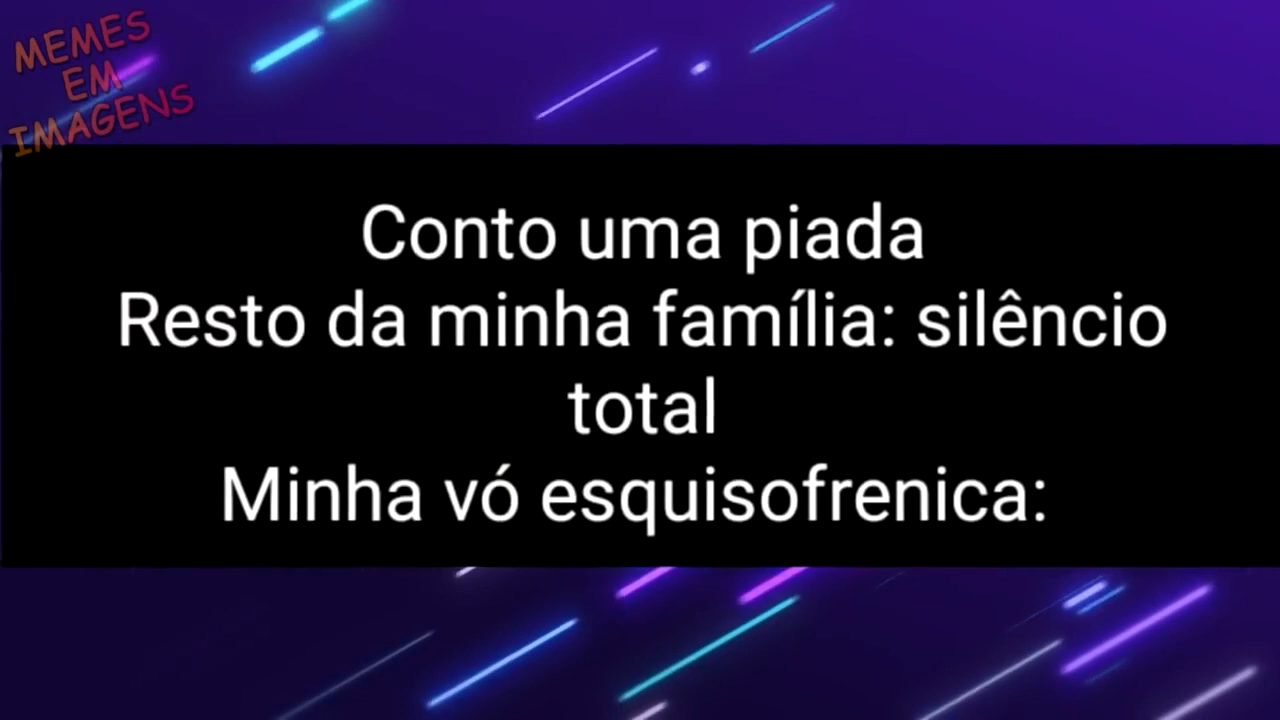 MEMES
EM
IMAGENS
Conto uma piada
Resto da minha família: silêncio
total
Minha vó esquisofrenica: